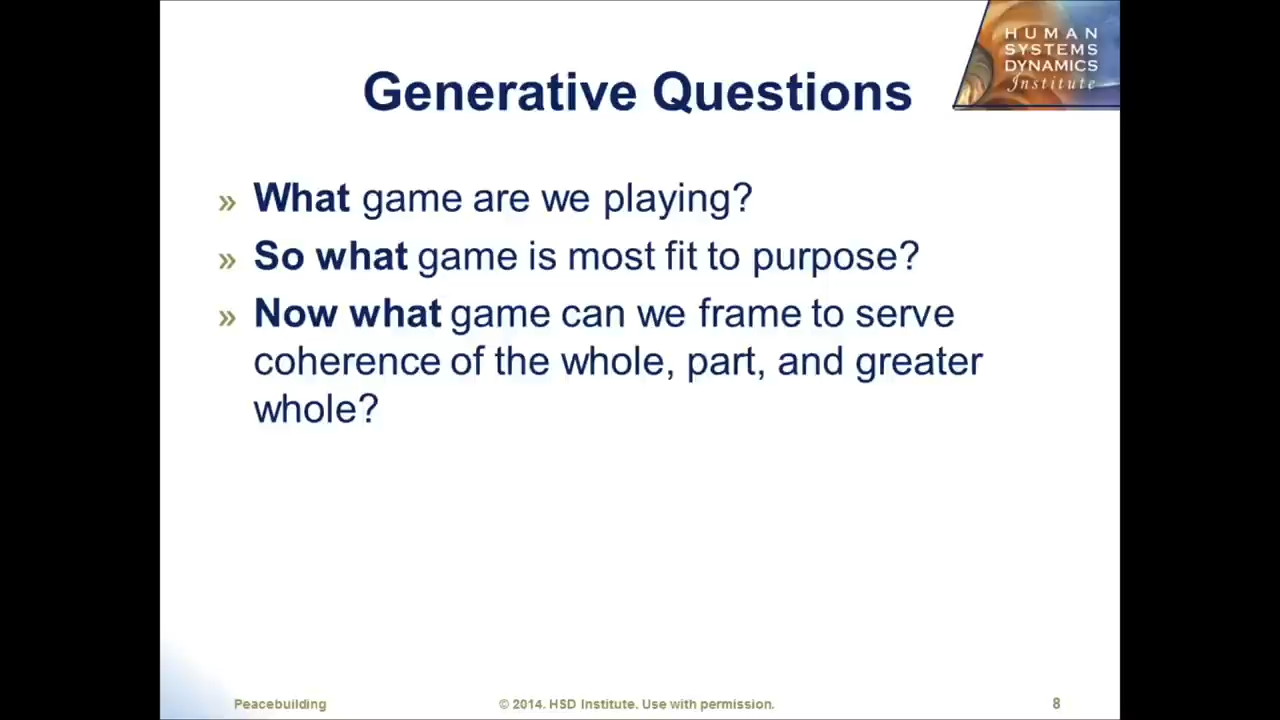 HUMAN
SYSTEMS
DYNAMICS
Institute
Generative Questions
» What game are we playing?
» So what game is most fit to purpose?
» Now what game can we frame to serve
coherence of the whole, part, and greater
whole?
Peacebuilding
© 2014. HSD Institute. Use with permission.
8